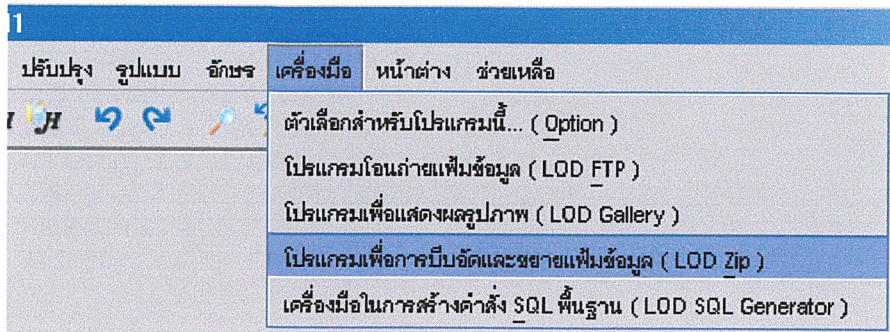 11
ปรับปรุง รูปแบบ อักษร เครื่องมือ หน้าต่าง ช่วยเหลือ
ตัวเลือกสำหรับโปรแกรมนี้... ( Option )
โปรแกรมโอนถ่ายแฟ้มข้อมูล ( LOD FTP )
โปรแกรมเพื่อแสดงผลรูปภาพ ( LOD Gallery )
โปรแกรมเพื่อการบีบอัดและขยายแฟ้มข้อมูล ( LOD Zip )
เครื่องมือในการสร้างคำสั่ง SQL พื้นฐาน ( LOD SQL Generator )